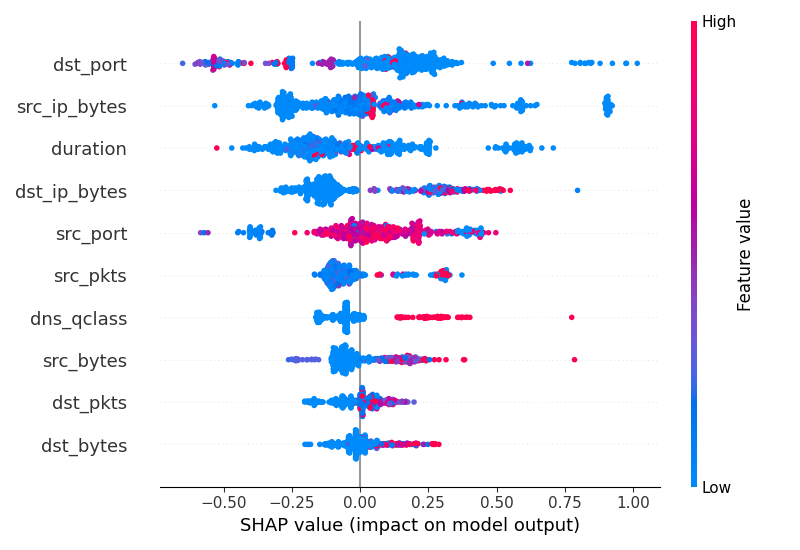 High
dst_port
src_ip_bytes
duration
dst_ip_bytes
src_port
src_pkts
dns_qclass
src_bytes
dst_pkts
dst_bytes
Feature value
Low
−0.50 −0.25 0.00 0.25 0.50 0.75 1.00
SHAP value (impact on model output)